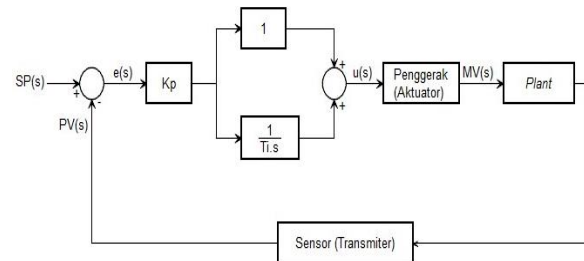 SP(s)
+
-
PV(s)
e(s)
Kp
1
1
Ti.s
+
+
u(s)
Penggerak
(Aktuator)
MV(s)
Plant
Sensor (Transmiter)